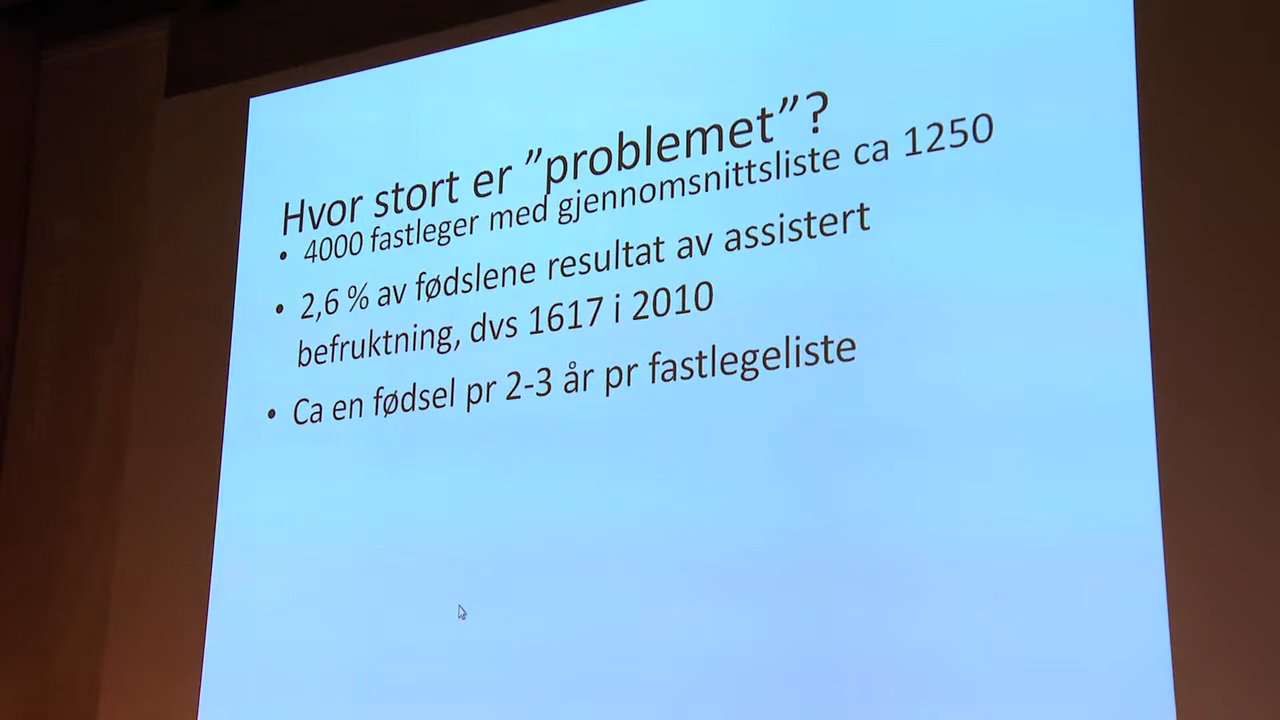 Hvor stort er ”problemet”?
• 4000 fastleger med gjennomsnittsliste ca 1250
• 2,6 % av fødslene resultat av assistert
befruktning, dvs 1617 i 2010
• Ca en fødsel pr 2-3 år pr fastlegeliste